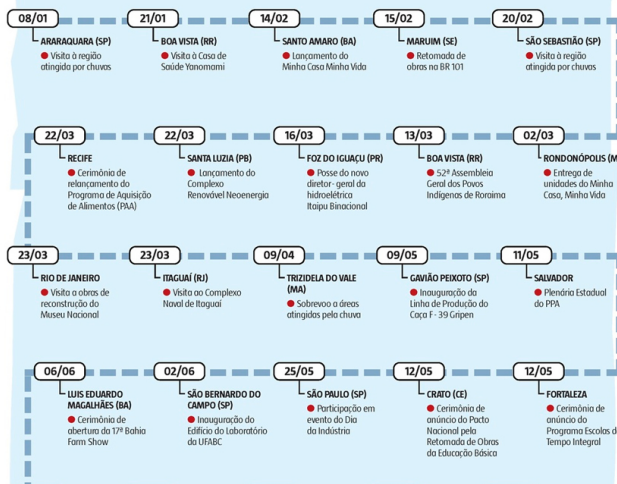 08/01
21/01
14/02
15/02
20/02
ARARAQUARA (SP)
Visita à região
atingida por chuvas
BOA VISTA (RR)
Visita à Casa de
Saúde Yanomami
SANTO AMARO (BA)
Lançamento do
Minha Casa Minha Vida
MARUIM (SE)
Retomada de
obras na BR 101
SÃO SEBASTIÃO (SP)
Visita à região
atingida por chuvas
22/03
22/03
16/03
13/03
02/03
RECIFE
Cerimônia de
relançamento do
Programa de Aquisição
de Alimentos (PAA)
SANTA LUZIA (PB)
Lançamento do
Complexo
Renovável Neoenergia
FOZ DO IGUAÇU (PR)
Posse do novo
diretor- geral da
hidroelétrica
Itaipu Binacional
BOA VISTA (RR)
52ª Assembleia
Geral dos Povos
Indígenas de Roraima
RONDONÓPOLIS (M
Entrega de
unidades do Minha
Casa, Minha Vida
23/03
23/03
09/04
09/05
11/05
RIO DE JANEIRO
Visita a obras de
reconstrução do
Museu Nacional
ITAGUAÍ (RJ)
Visita ao Complexo
Naval de Itaguaí
TRIZIDELA DO VALE
(MA)
Sobrevoo a áreas
atingidas pela chuva
GAVIÃO PEIXOTO (SP)
Inauguração da
Linha de Produção do
Caça F - 39 Gripen
SALVADOR
Plenária Estadual
do PPA
06/06
02/06
25/05
12/05
12/05
LUIS EDUARDO
MAGALHÃES (BA)
Cerimônia de
abertura da 17ª Bahia
Farm Show
SÃO BERNARDO DO
CAMPO (SP)
Inauguração do
Edifício do Laboratório
da UFABC
SÃO PAULO (SP)
Participação em
evento do Dia
da Indústria
CRATO (CE)
Cerimônia de
anúncio do Pacto
Nacional pela
Retomada de Obras
da Educação Básica
FORTALEZA
Cerimônia de
anúncio do
Programa Escolas d
Tempo Integral